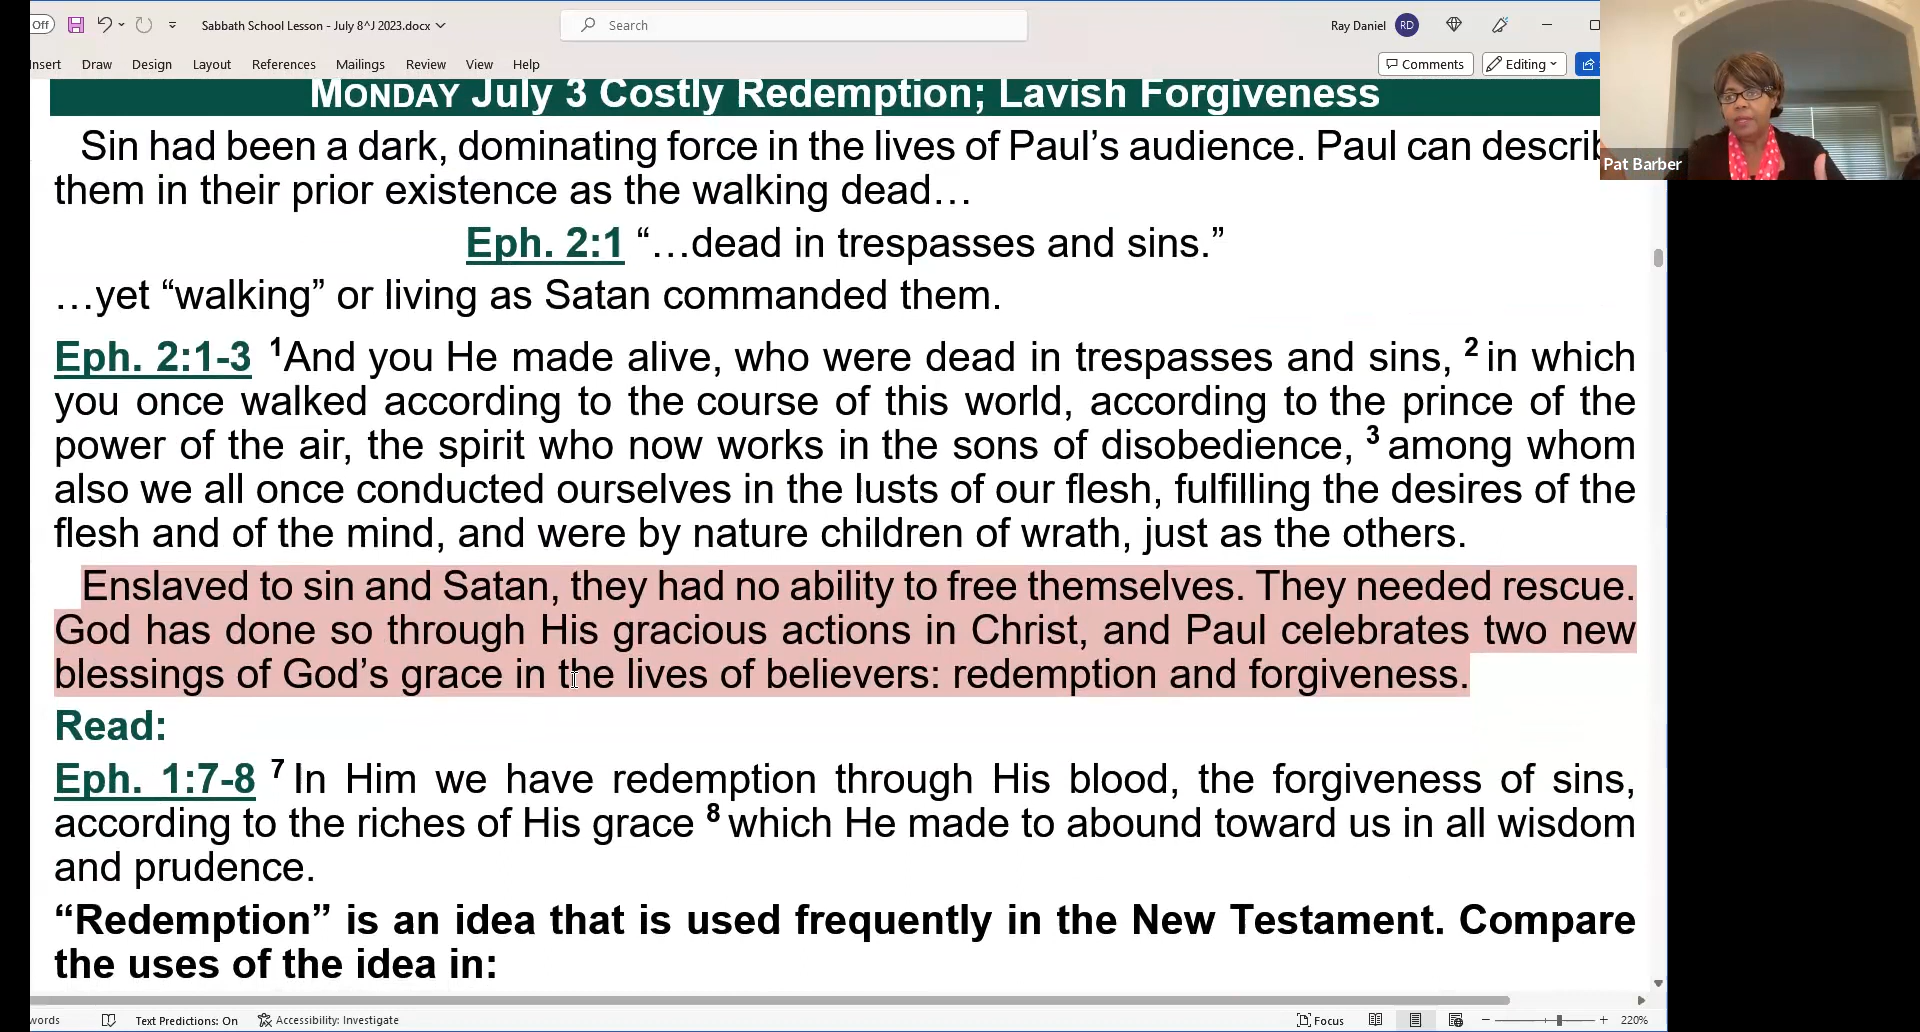 Off
Sabbath School Lesson - July 8^J 2023.docx
Search
Ray Daniel RD
nsert Draw Design Layout References Mailings Review View Help
Comments Editing
MONDAY July 3 Costly Redemption; Lavish Forgiveness
Sin had been a dark, dominating force in the lives of Paul’s audience. Paul can describ
them in their prior existence as the walking dead…
Eph. 2:1 “…dead in trespasses and sins.”
…yet “walking” or living as Satan commanded them.
Eph. 2:1-3 1And you He made alive, who were dead in trespasses and sins, 2 in which
you once walked according to the course of this world, according to the prince of the
power of the air, the spirit who now works in the sons of disobedience, 3 among whom
also we all once conducted ourselves in the lusts of our flesh, fulfilling the desires of the
flesh and of the mind, and were by nature children of wrath, just as the others.
Enslaved to sin and Satan, they had no ability to free themselves. They needed rescue.
God has done so through His gracious actions in Christ, and Paul celebrates two new
blessings of God’s grace in the lives of believers: redemption and forgiveness.
Read:
Eph. 1:7-8 7 In Him we have redemption through His blood, the forgiveness of sins,
according to the riches of His grace 8 which He made to abound toward us in all wisdom
and prudence.
“Redemption” is an idea that is used frequently in the New Testament. Compare
the uses of the idea in:
words Text Predictions: On Accessibility: Investigate Focus 220%
Pat Barber